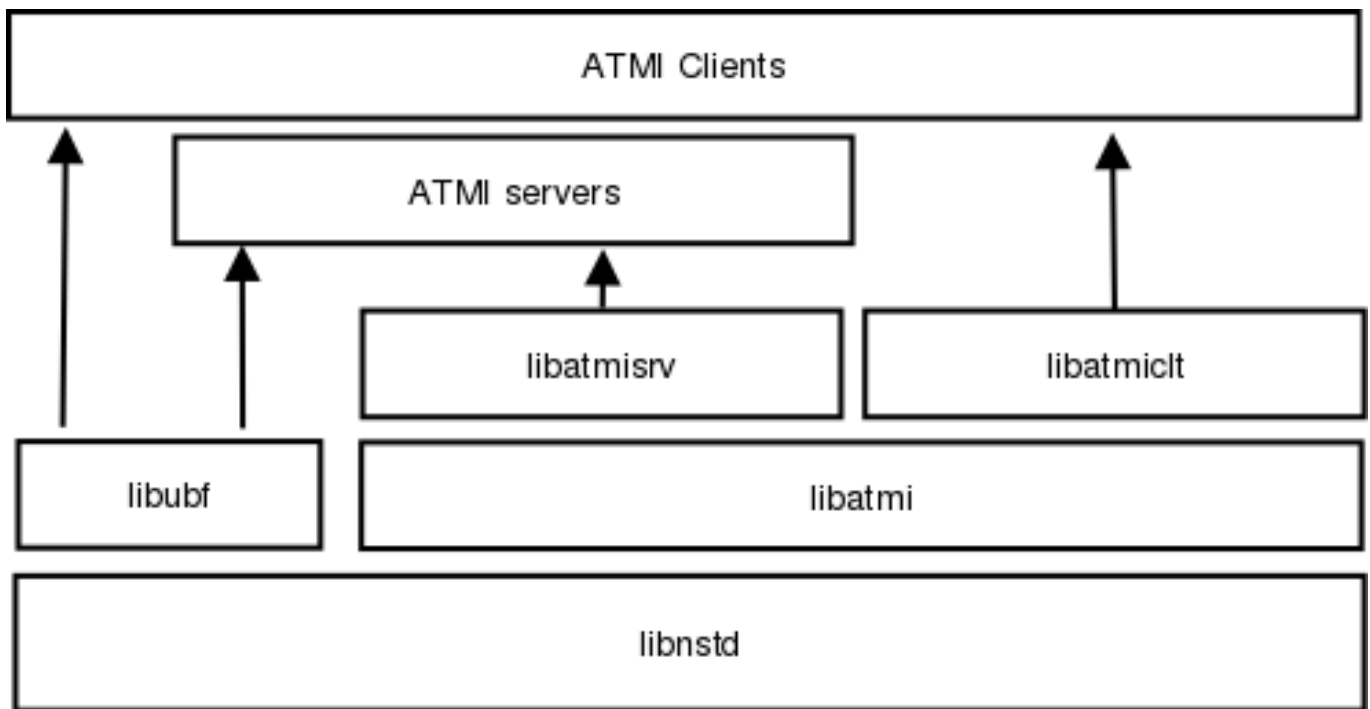 ATMI Clients
ATMI servers
libatmisrv
libatmiclt
libubf
libatmi
libnstd